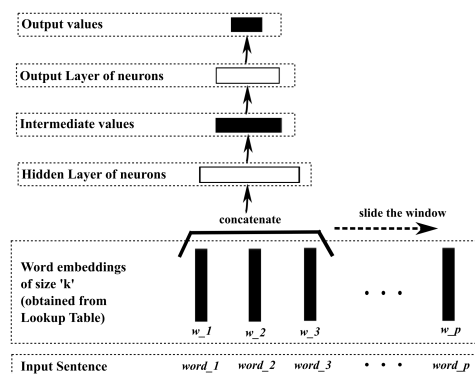 Output values
Output Layer of neurons
Intermediate values
Hidden Layer of neurons
concatenate
slide the window
Word embeddings
of size 'k'
(obtained from
Lookup Table)
w_1 w_2 w_3 . . . w_p
Input Sentence word_1 word_2 word_3 . . . word_p